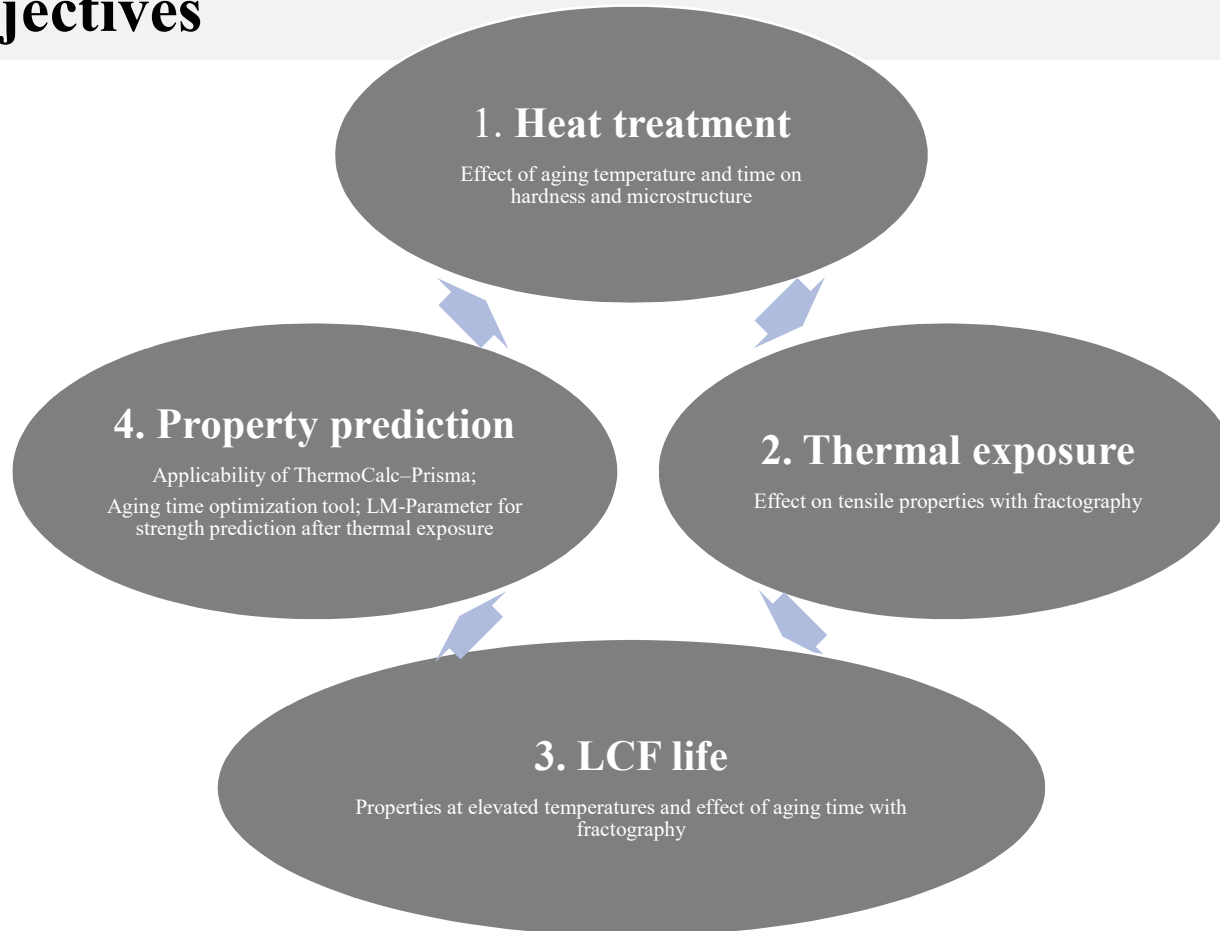 jectives
1. Heat treatment
Effect of aging temperature and time on
hardness and microstructure
4. Property prediction
Applicability of ThermoCalc–Prisma;
Aging time optimization tool; LM-Parameter for
strength prediction after thermal exposure
2. Thermal exposure
Effect on tensile properties with fractography
3. LCF life
Properties at elevated temperatures and effect of aging time with
fractography